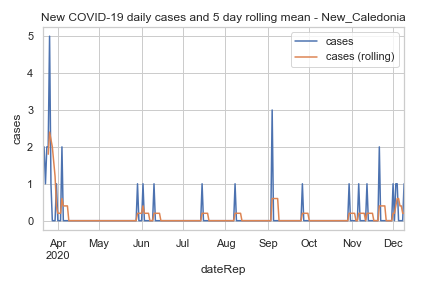 New COVID-19 daily cases and 5 day rolling mean - New_Caledonia
cases
cases (rolling)
5
4
3
2
1
0
cases
Apr May Jun Jul Aug Sep Oct Nov Dec
2020
dateRep